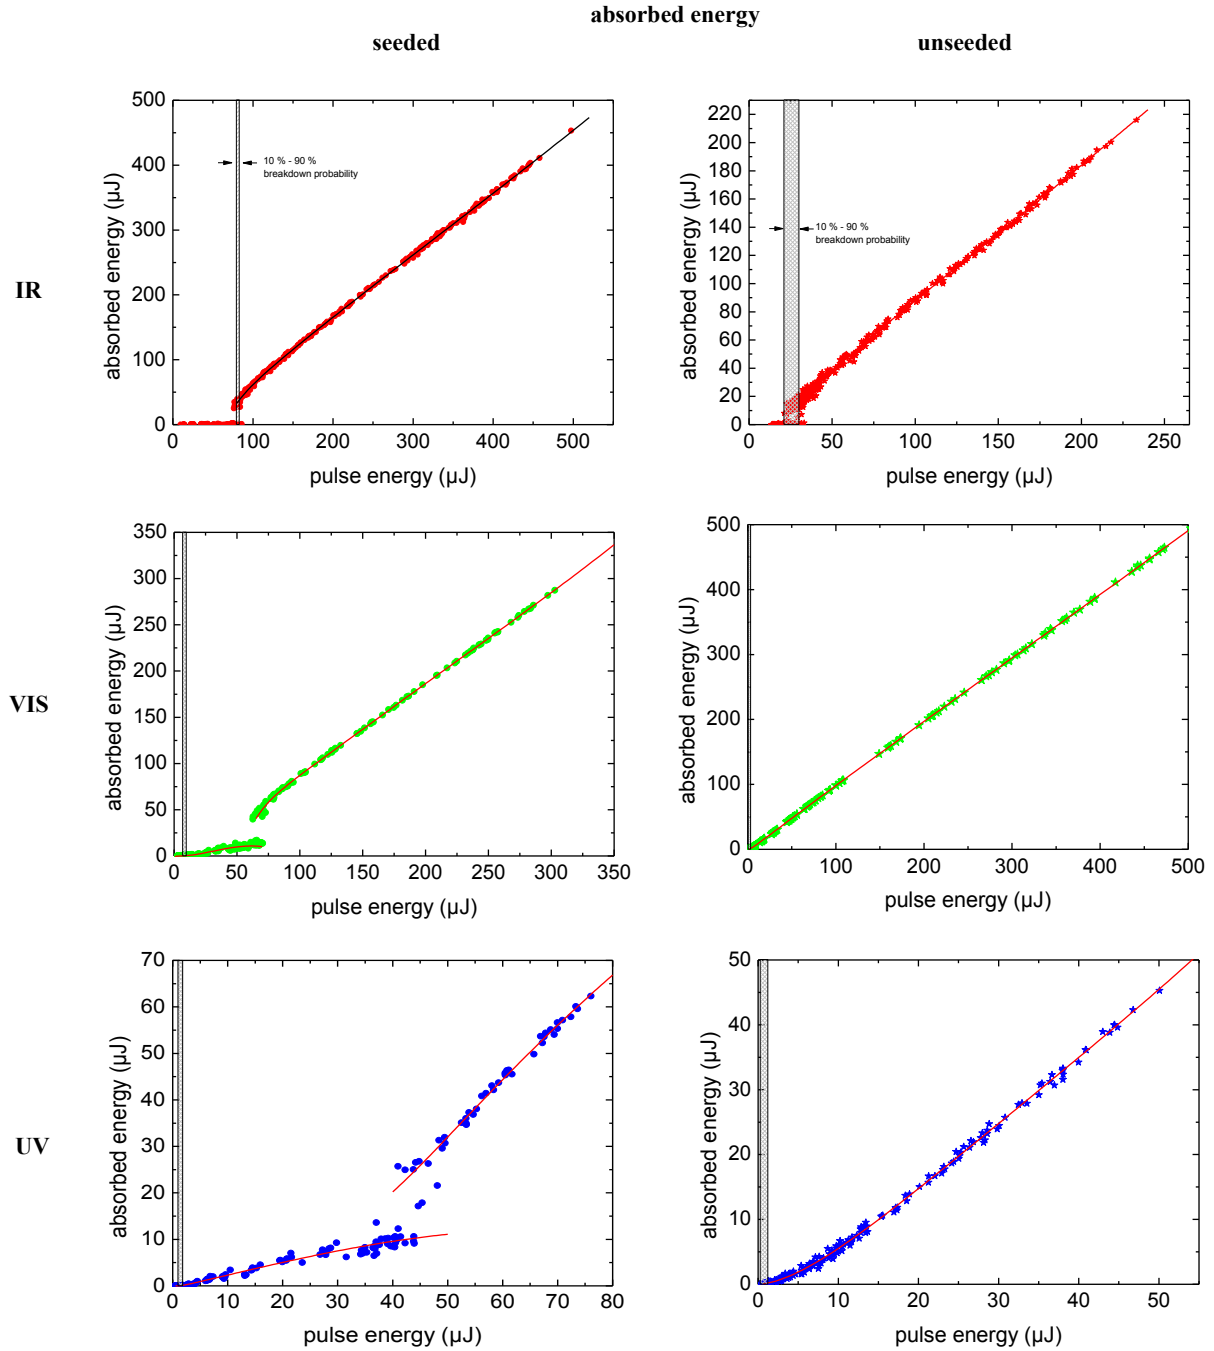 absorbed energy
seeded
unseeded
IR
absorbed energy (µJ)
500
400
300
200
100
0
10 % - 90 %
breakdown probability
0 100 200 300 400 500
pulse energy (µJ)
absorbed energy (µJ)
220
200
180
160
140
120
100
80
60
40
20
0
10 % - 90 %
breakdown probability
0 50 100 150 200 250
pulse energy (µJ)
VIS
absorbed energy (µJ)
350
300
250
200
150
100
50
0
0 50 100 150 200 250 300 350
pulse energy (µJ)
absorbed energy (µJ)
500
400
300
200
100
0
0 100 200 300 400 500
pulse energy (µJ)
UV
absorbed energy (µJ)
70
60
50
40
30
20
10
0
0 10 20 30 40 50 60 70 80
pulse energy (µJ)
absorbed energy (µJ)
50
40
30
20
10
0
0 10 20 30 40 50
pulse energy (µJ)